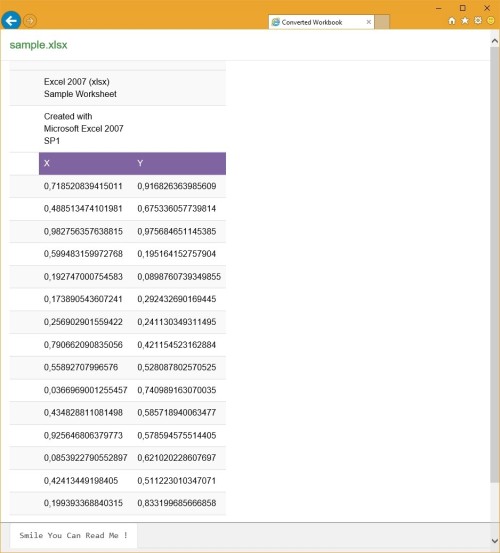 Converted Workbook
sample.xlsx
Excel 2007 (xlsx)
Sample Worksheet
Created with
Microsoft Excel 2007
SP1
X Y
0,718520839415011 0,916826363985609
0,488513474101981 0,675336057739814
0,982756357638815 0,975684651145385
0,599483159972768 0,195164152757904
0,192747000754583 0,0898760739349855
0,173890543607241 0,292432690169445
0,256902901559422 0,241130349311495
0,790662090835056 0,421154523162884
0,55892707996576 0,528087802570525
0,0366969001255457 0,740989163070035
0,434828811081498 0,585718940063477
0,925646806379773 0,578594575514405
0,0853922790552897 0,621020228607697
0,42413449198405 0,511223010347071
0,199393368840315 0,833199685666858
Smile You Can Read Me !